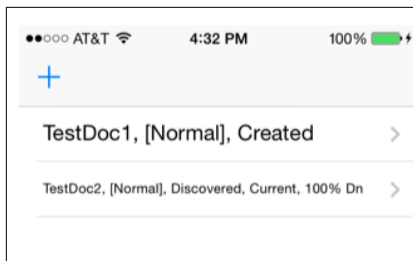 AT&T 4:32 PM 100%
+
TestDoc1, [Normal], Created
TestDoc2, [Normal], Discovered, Current, 100% Dn